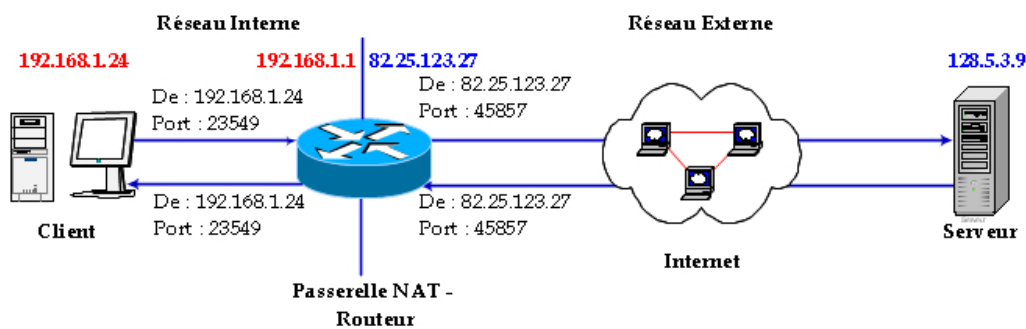 Réseau Interne
Réseau Externe
192.168.1.24
192.168.1.1
82.25.123.27
128.5.3.9
De : 192.168.1.24
Port : 23549
De : 82.25.123.27
Port : 45857
De : 192.168.1.24
Port : 23549
De : 82.25.123.27
Port : 45857
Client
Internet
Serveur
Serveur
Passerelle NAT -
Routeur